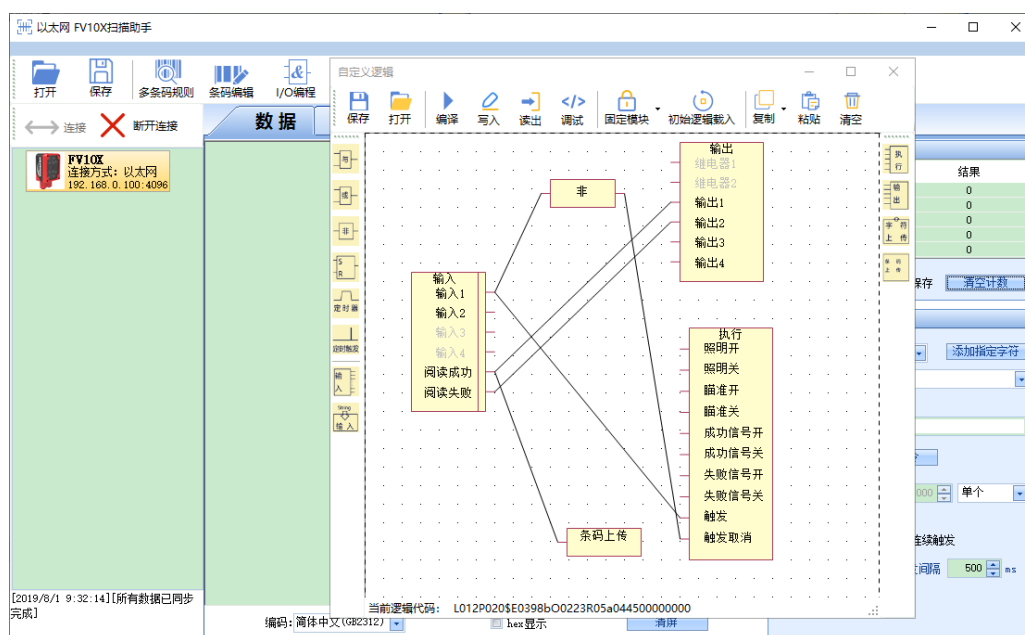 以太网 FV10X扫描助手
打开
保存
多条码规则
条码编辑
I/O编程
连接
断开连接
数据
FV10X
连接方式：以太网
192.168.0.100:4096
[2019/8/1 9:32:14][所有数据已同步
完成]
自定义逻辑
保存
打开
编译
写入
读出
调试
固定模块
初始逻辑载入
复制
粘贴
清空
与
或
非
S
R
定时器
定时触发
输
入
String
输入
输入
输入1
输入2
输入3
输入4
阅读成功
阅读失败
非
条码上传
输出
继电器1
继电器2
输出1
输出2
输出3
输出4
执行
照明开
照明关
瞄准开
瞄准关
成功信号开
成功信号关
失败信号开
失败信号关
触发
触发取消
执
行
输
出
字符
上传
上传
当前逻辑代码： L012P020$E0398bO0223R05a044500000000
结果
0
0
0
0
0
保存
清空计数
添加指定字符
000
单个
连续触发
间隔
500
ms
编码:
简体中文(GB2312)
hex显示
清屏